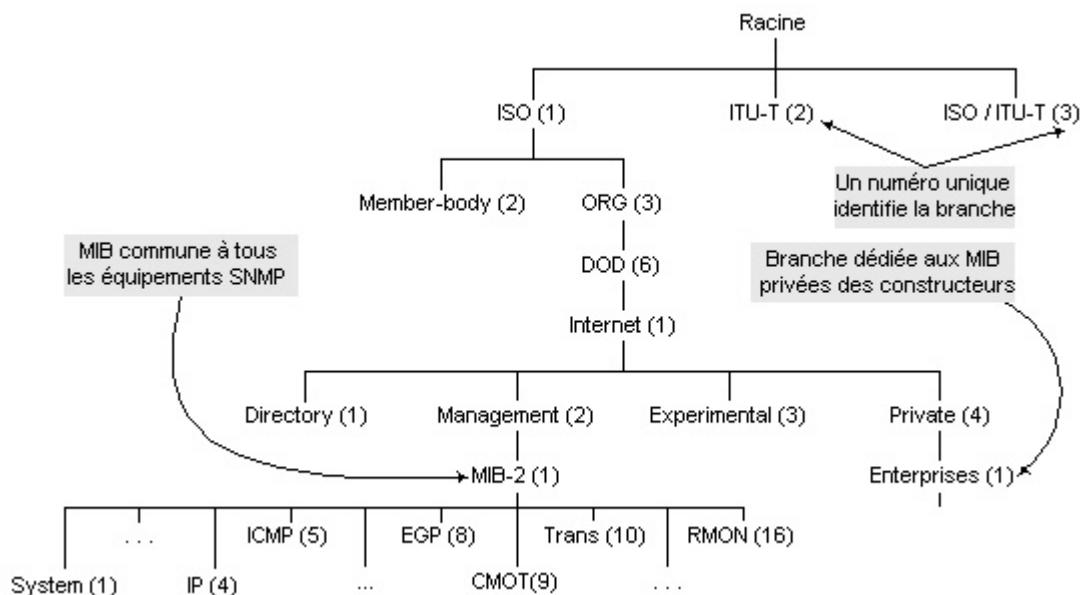 Racine
ISO (1)
ITU-T (2)
ISO / ITU-T (3)
Un numéro unique
identifie la branche
Member-body (2)
ORG (3)
MIB commune à tous
les équipements SNMP
DOD (6)
Branche dédiée aux MIB
privées des constructeurs
Internet (1)
Directory (1)
Management (2)
Experimental (3)
Private (4)
MIB-2 (1)
Enterprises (1)
. . .
ICMP (5)
EGP (8)
Trans (10)
RMON (16)
System (1)
IP (4)
...
CMOT(9)
. . .